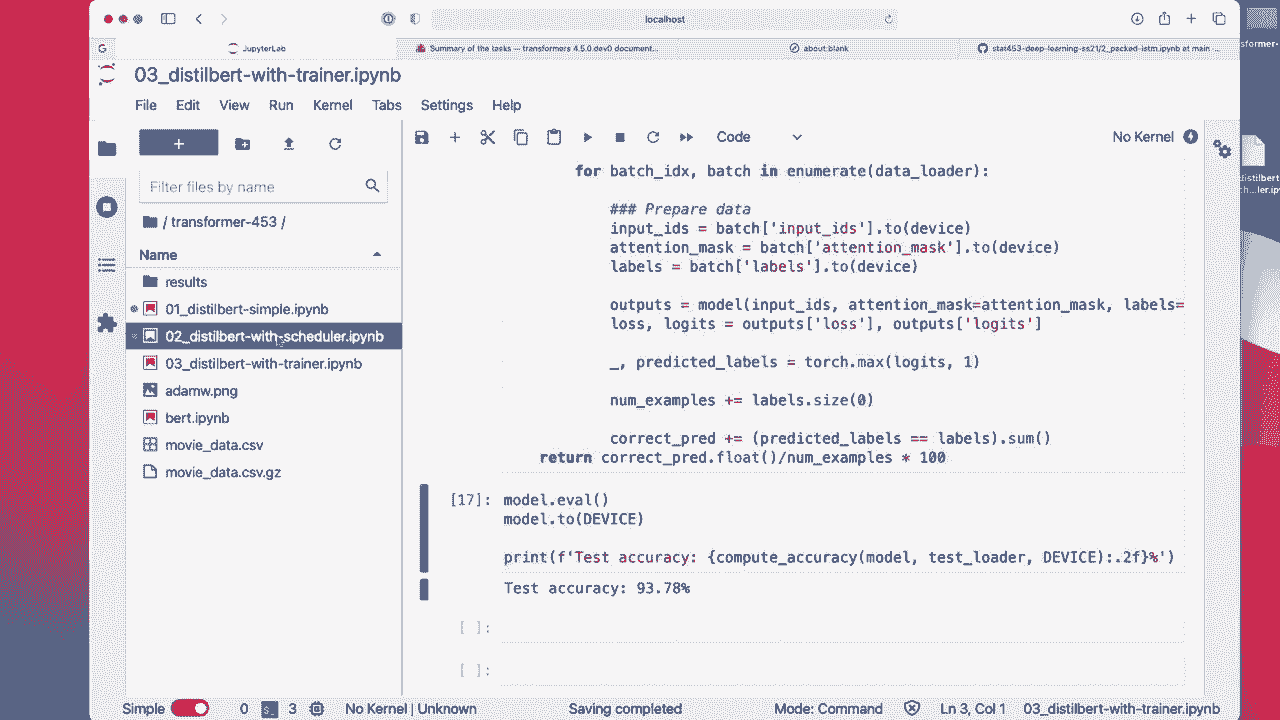 localhost
G
JupyterLab
Summary of the tasks — transformers 4.5.0.dev0 document...
about:blank
stat453-deep-learning-ss21/2_packed-lstm.ipynb at main ·...
03_distilbert-with-trainer.ipynb
File Edit View Run Kernel Tabs Settings Help
+
Code
No Kernel
Filter files by name
/ transformer-453 /
Name
results
01_distilbert-simple.ipynb
02_distilbert-with-scheduler.ipynb
03_distilbert-with-trainer.ipynb
adamw.png
bert.ipynb
movie_data.csv
movie_data.csv.gz
for batch_idx, batch in enumerate(data_loader):
### Prepare data
input_ids = batch['input_ids'].to(device)
attention_mask = batch['attention_mask'].to(device)
labels = batch['labels'].to(device)
outputs = model(input_ids, attention_mask=attention_mask, labels=
loss, logits = outputs['loss'], outputs['logits']
_, predicted_labels = torch.max(logits, 1)
num_examples += labels.size(0)
correct_pred += (predicted_labels == labels).sum()
return correct_pred.float()/num_examples * 100
[17]: model.eval()
model.to(DEVICE)
print(f'Test accuracy: {compute_accuracy(model, test_loader, DEVICE):.2f}%')
Test accuracy: 93.78%
[ ]:
[ ]:
Simple 0 $_ 3 No Kernel | Unknown Saving completed Mode: Command Ln 3, Col 1 03_distilbert-with-trainer.ipynb